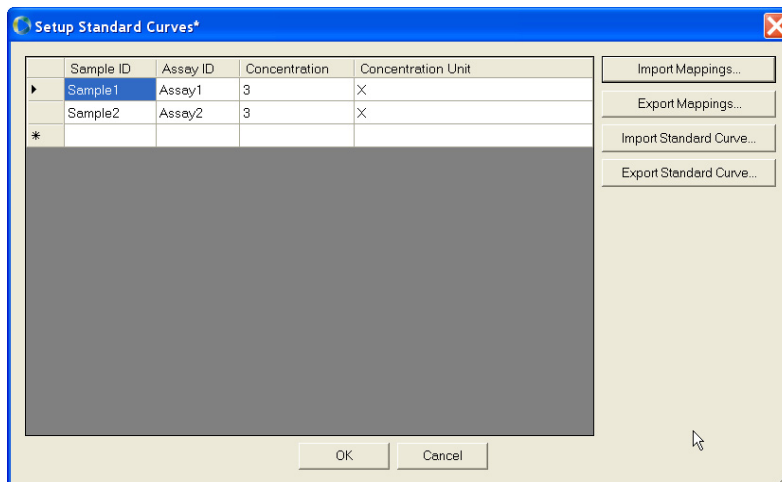 Setup Standard Curves*
Sample ID Assay ID Concentration Concentration Unit
Sample1 Assay1 3 X
Sample2 Assay2 3 X
*
Import Mappings...
Export Mappings...
Import Standard Curve...
Export Standard Curve...
OK Cancel